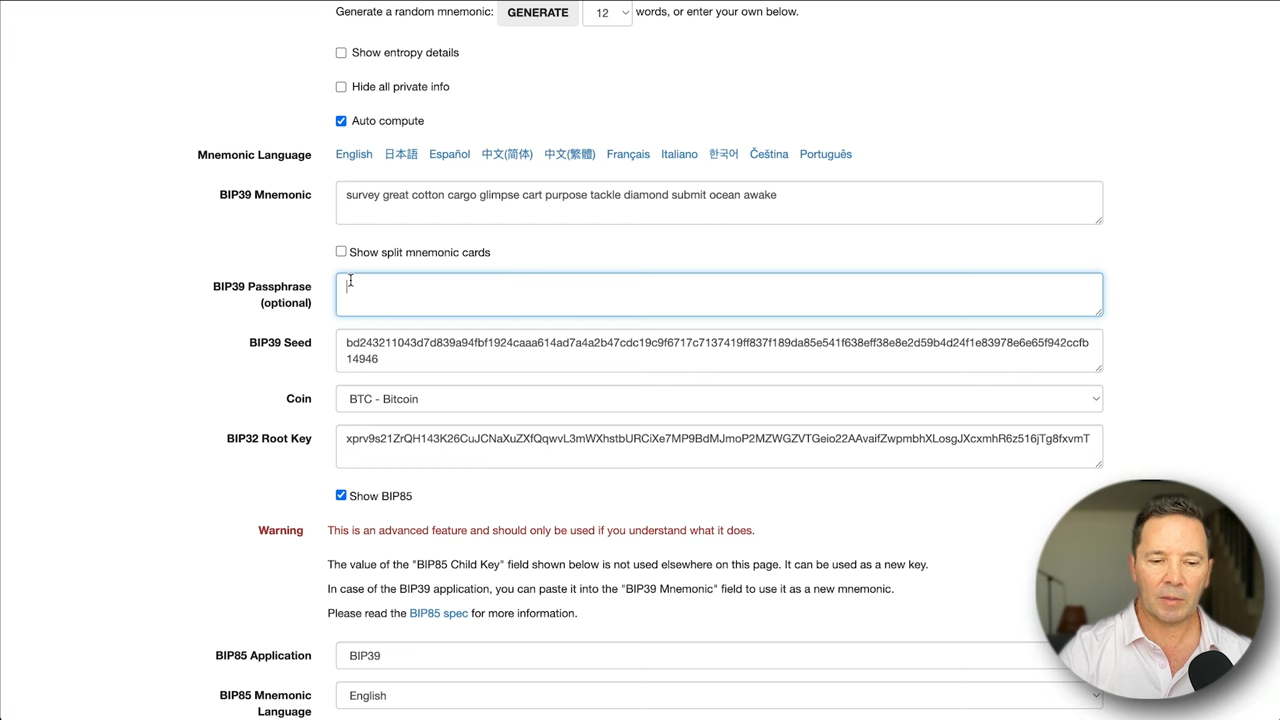 Generate a random mnemonic: GENERATE 12 words, or enter your own below.
Show entropy details
Hide all private info
Auto compute
Mnemonic Language English 日本語 Español 中文(简体) 中文(繁體) Français Italiano 한국어 Čeština Português
BIP39 Mnemonic survey great cotton cargo glimpse cart purpose tackle diamond submit ocean awake
Show split mnemonic cards
BIP39 Passphrase
(optional)
BIP39 Seed bd243211043d7d839a94fbf1924caaa614ad7a4a2b47cdc19c9f6717c7137419ff837f189da85e541f638eff38e8e2d59b4d24f1e83978e6e65f942ccfb
14946
Coin BTC - Bitcoin
BIP32 Root Key xprv9s21ZrQH143K26CuJCNaXuZXfQqwvL3mWXhstbURCiXe7MP9BdMJmoP2MZWGZVTGeio22AAvaifZwpmbhXLosgJXcxmhR6z516jTg8fxvmT
Show BIP85
Warning This is an advanced feature and should only be used if you understand what it does.
The value of the "BIP85 Child Key" field shown below is not used elsewhere on this page. It can be used as a new key.
In case of the BIP39 application, you can paste it into the "BIP39 Mnemonic" field to use it as a new mnemonic.
Please read the BIP85 spec for more information.
BIP85 Application BIP39
BIP85 Mnemonic English
Language